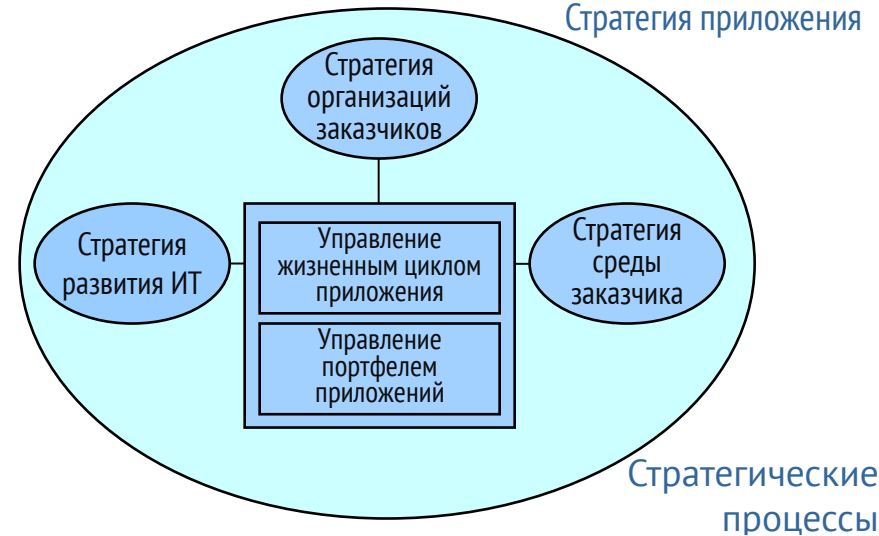 Стратегия приложения
Стратегия
организаций
заказчиков
Стратегия
развития ИТ
Управление
жизненным циклом
приложения
Стратегия
среды
заказчика
Управление
портфелем
приложений
Стратегические
процессы